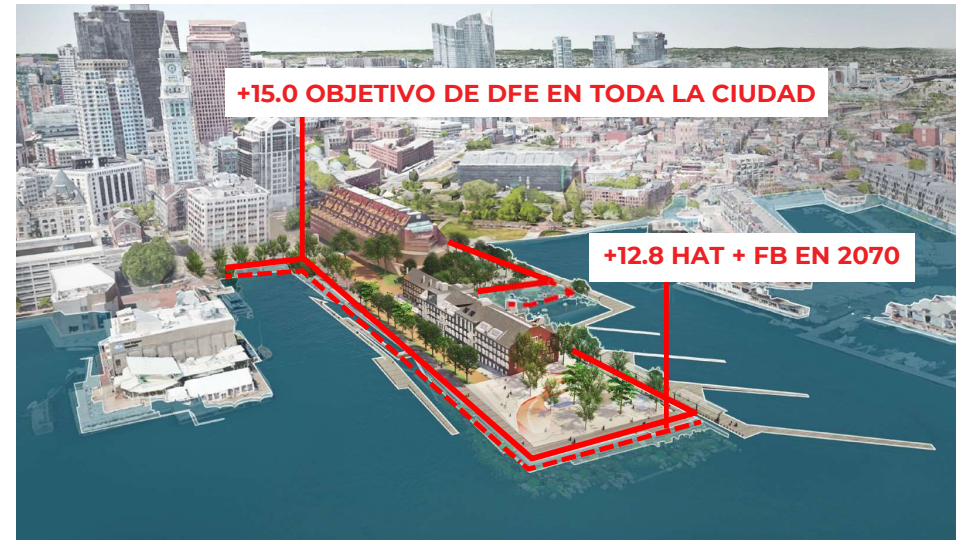 +15.0 OBJETIVO DE DFE EN TODA LA CIUDAD
+12.8 HAT + FB EN 2070